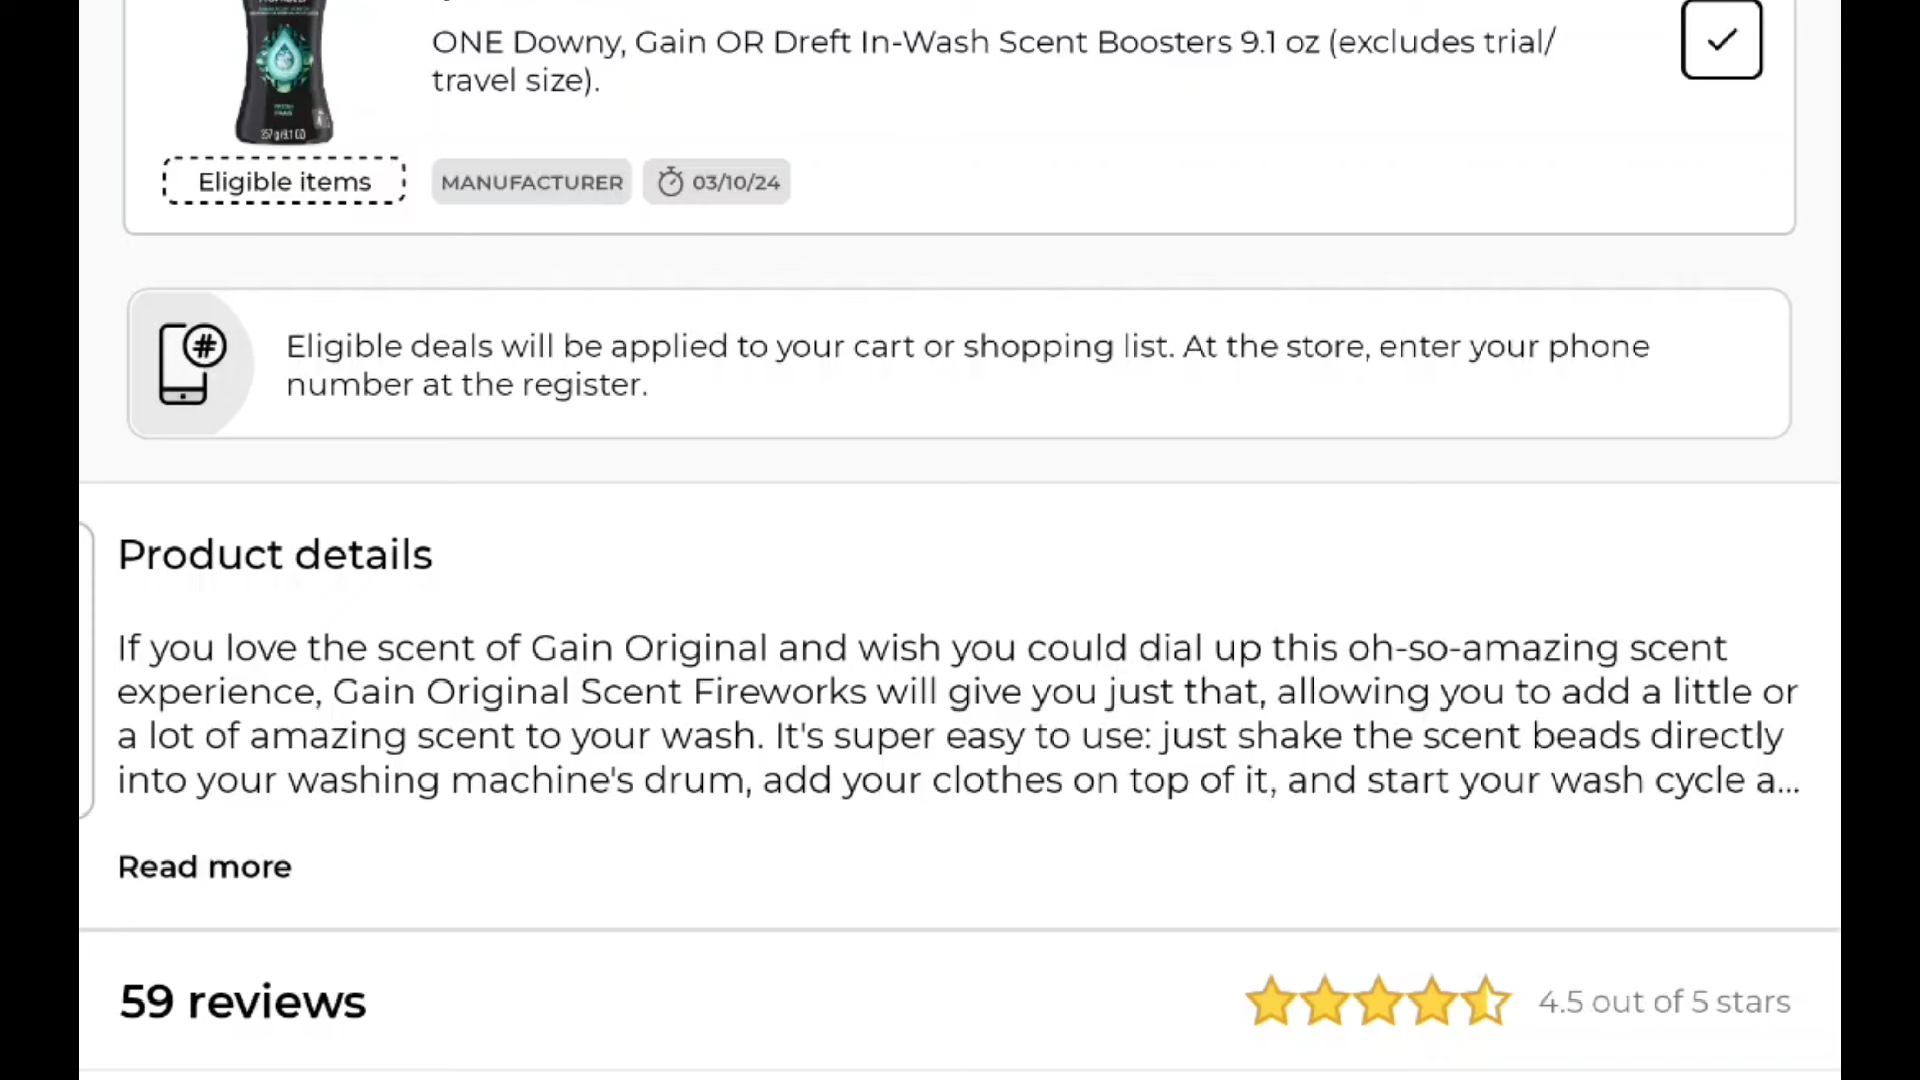 ONE Downy, Gain OR Dreft In-Wash Scent Boosters 9.1 oz (excludes trial/
travel size).
257 g/9.1 OZ
Eligible items
MANUFACTURER
03/10/24
#
Eligible deals will be applied to your cart or shopping list. At the store, enter your phone
number at the register.
Product details
If you love the scent of Gain Original and wish you could dial up this oh-so-amazing scent
experience, Gain Original Scent Fireworks will give you just that, allowing you to add a little or
a lot of amazing scent to your wash. It's super easy to use: just shake the scent beads directly
into your washing machine's drum, add your clothes on top of it, and start your wash cycle a...
Read more
59 reviews
4.5 out of 5 stars